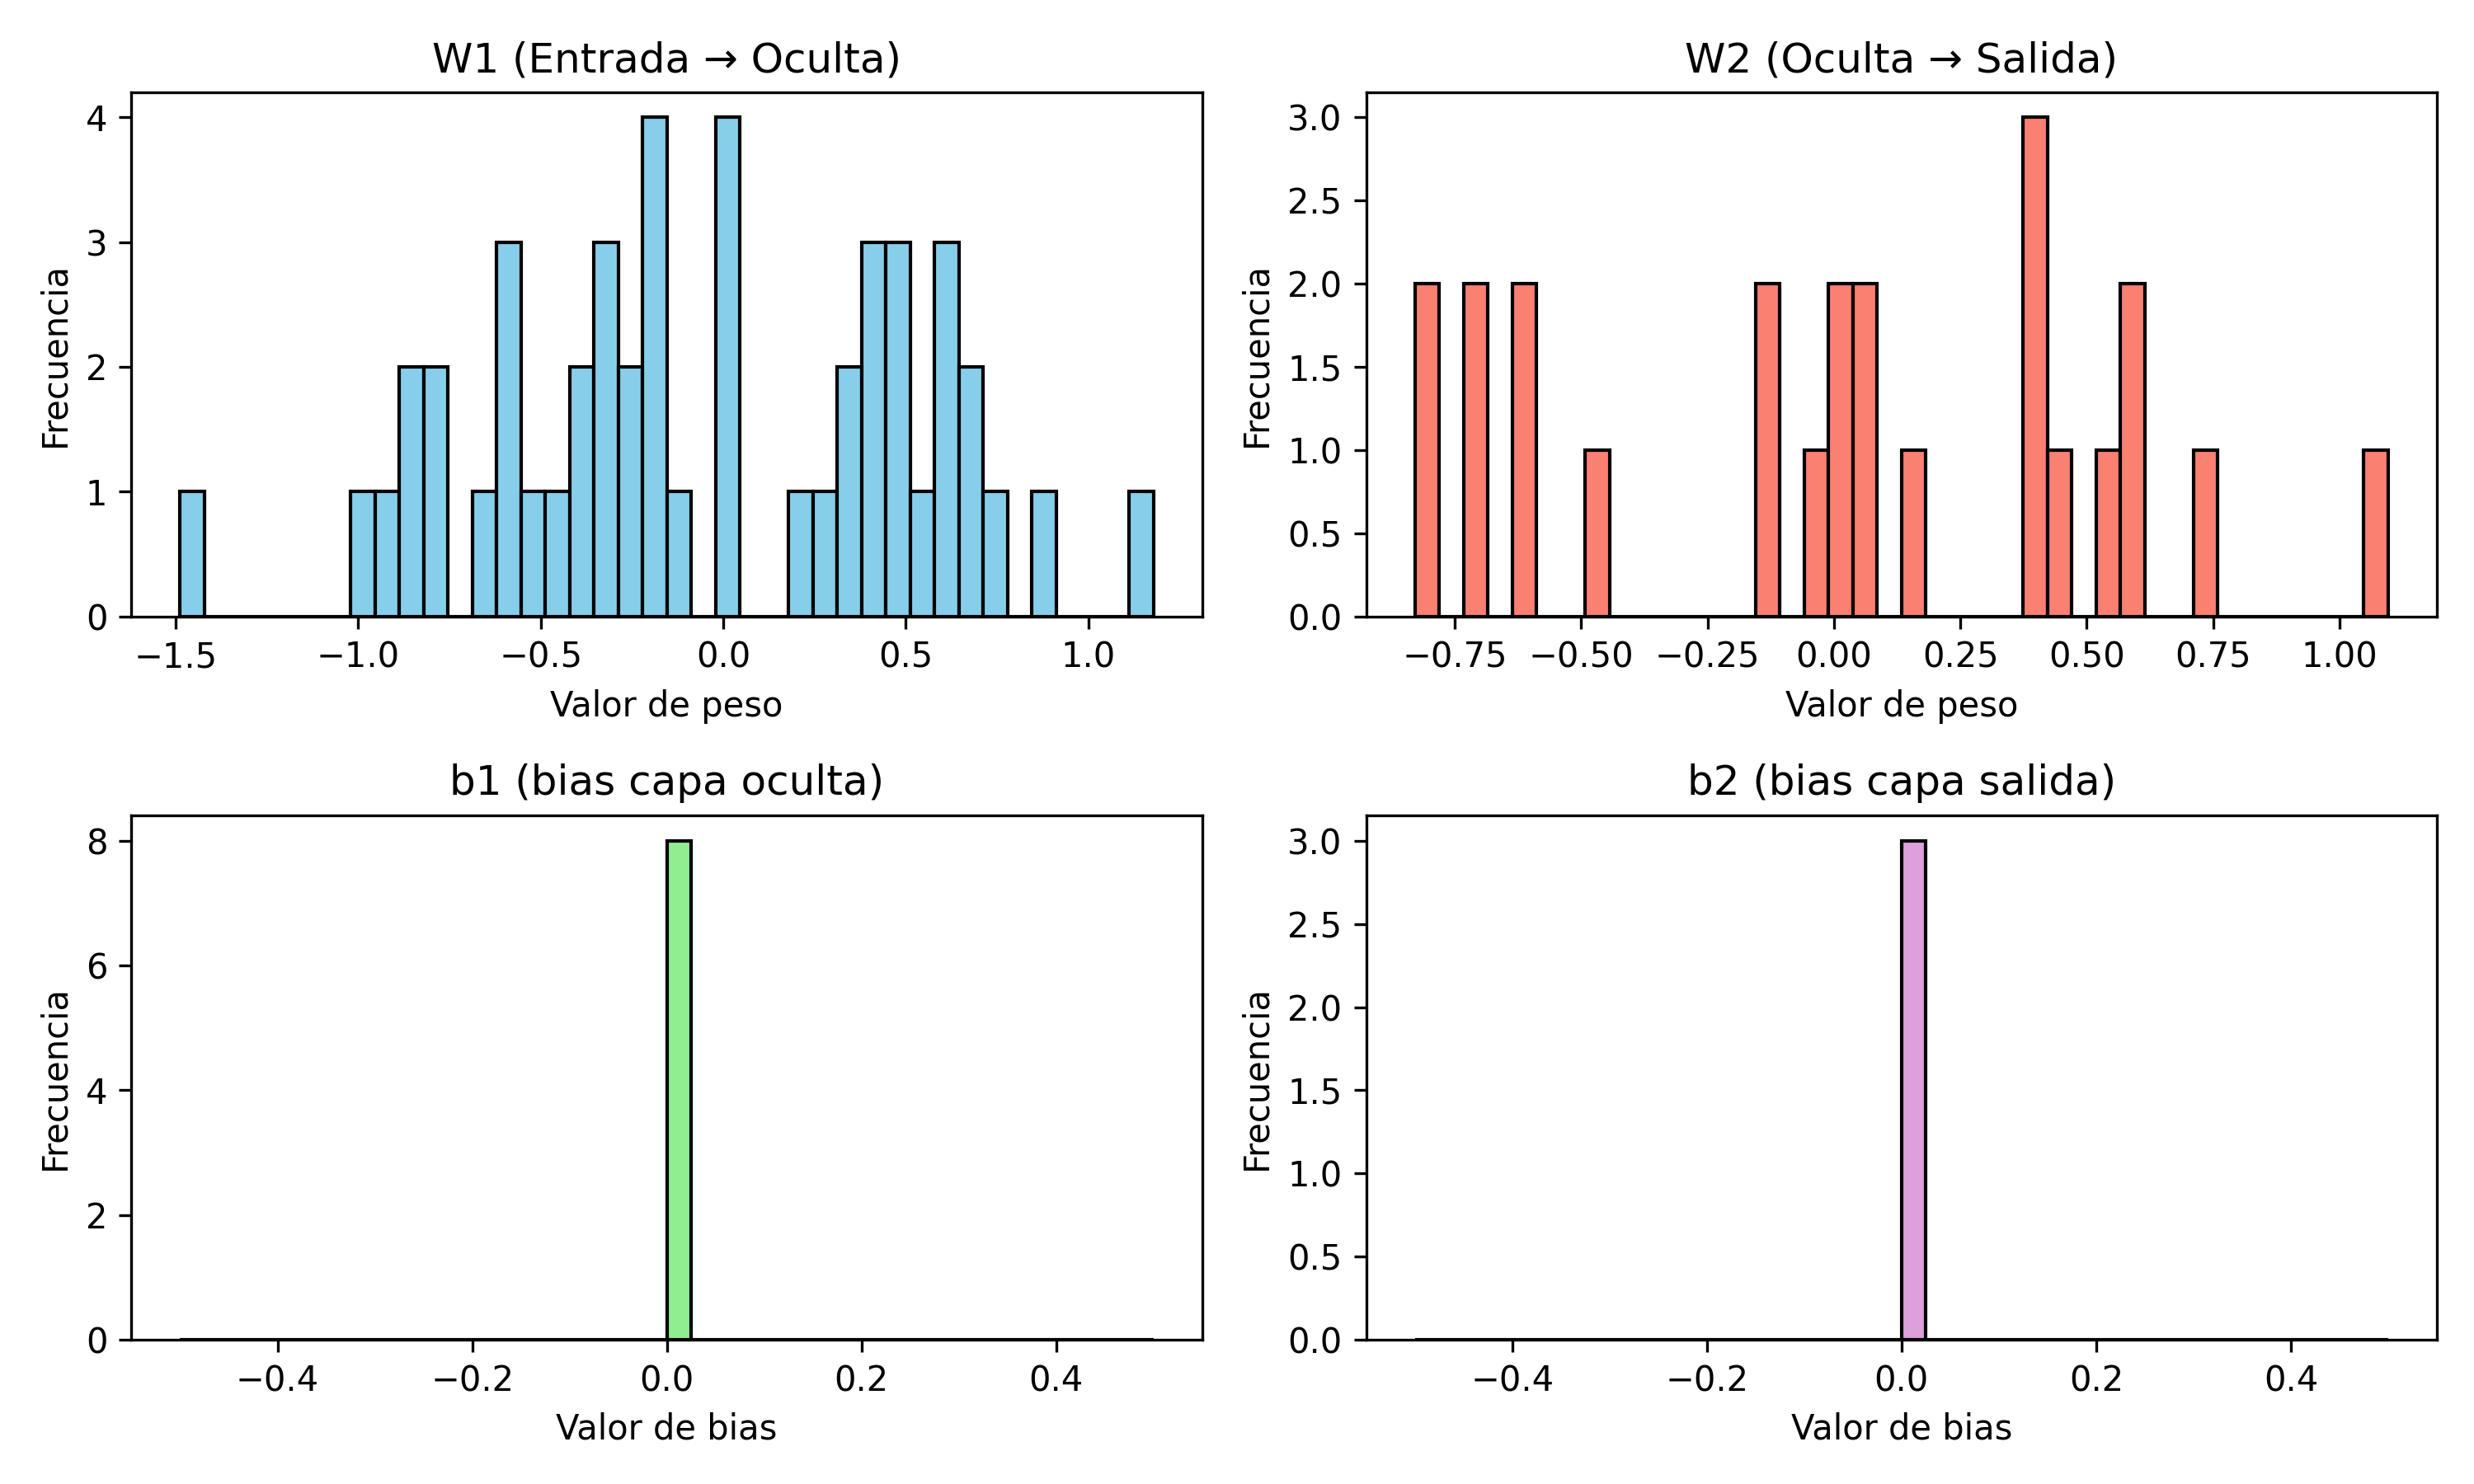 W1 (Entrada → Oculta)
4
3
2
1
0
Frecuencia
−1.5 −1.0 −0.5 0.0 0.5 1.0
Valor de peso
W2 (Oculta → Salida)
3.0
2.5
2.0
1.5
1.0
0.5
0.0
Frecuencia
−0.75 −0.50 −0.25 0.00 0.25 0.50 0.75 1.00
Valor de peso
b1 (bias capa oculta)
8
6
4
2
0
Frecuencia
−0.4 −0.2 0.0 0.2 0.4
Valor de bias
b2 (bias capa salida)
3.0
2.5
2.0
1.5
1.0
0.5
0.0
Frecuencia
−0.4 −0.2 0.0 0.2 0.4
Valor de bias